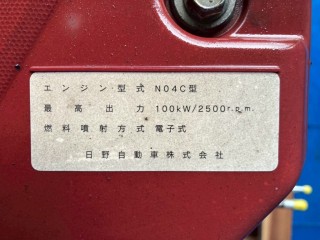 エンジン型式 N04C型
最高出力 100kW/2500r.p.m.
燃料噴射方式 電子式
日野自動車株式会社